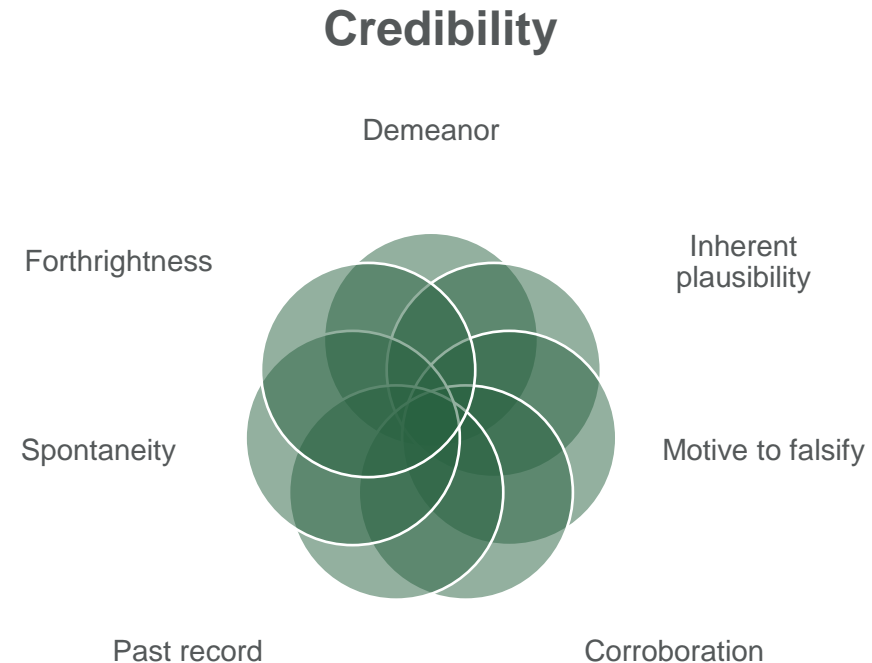 Credibility
Demeanor
Forthrightness
Inherent
plausibility
Spontaneity
Motive to falsify
Past record
Corroboration